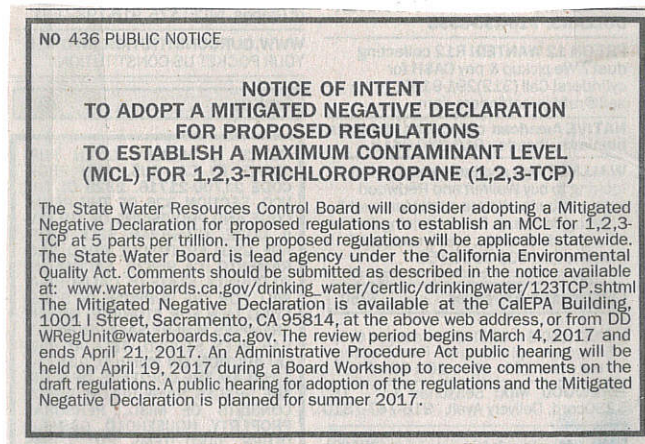 NO 436 PUBLIC NOTICE
NOTICE OF INTENT
TO ADOPT A MITIGATED NEGATIVE DECLARATION
FOR PROPOSED REGULATIONS
TO ESTABLISH A MAXIMUM CONTAMINANT LEVEL
(MCL) FOR 1,2,3-TRICHLOROPROPANE (1,2,3-TCP)
The State Water Resources Control Board will consider adopting a Mitigated
Negative Declaration for proposed regulations to establish an MCL for 1,2,3-
TCP at 5 parts per trillion. The proposed regulations will be applicable statewide.
The State Water Board is lead agency under the California Environmental
Quality Act. Comments should be submitted as described in the notice available
at: www.waterboards.ca.gov/drinking_water/certlic/drinkingwater/123TCP.shtml
The Mitigated Negative Declaration is available at the CalEPA Building,
1001 I Street, Sacramento, CA 95814, at the above web address, or from DD
WRegUnit@waterboards.ca.gov. The review period begins March 4, 2017 and
ends April 21, 2017. An Administrative Procedure Act public hearing will be
held on April 19, 2017 during a Board Workshop to receive comments on the
draft regulations. A public hearing for adoption of the regulations and the Mitigated
Negative Declaration is planned for summer 2017.